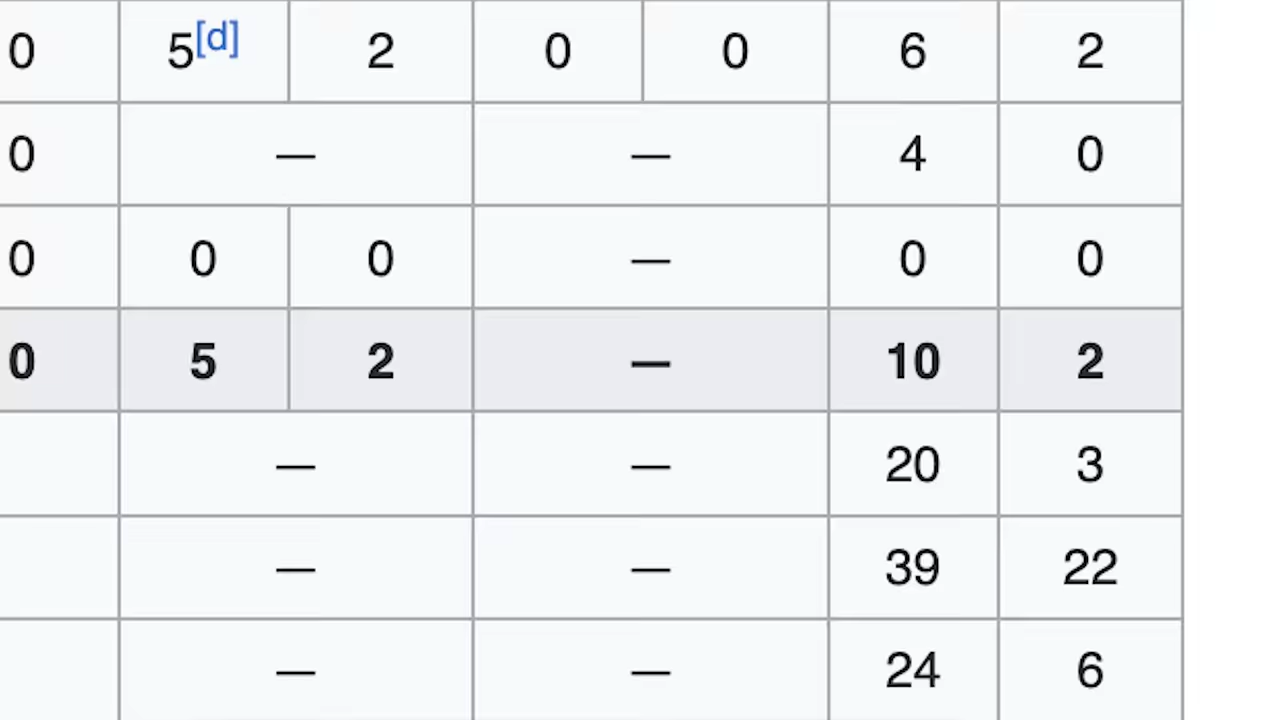 0 5[d] 2 0 0 6 2
0 — — 4 0
0 0 0 — 0 0
0 5 2 — 10 2
— — 20 3
— — 39 22
— — 24 6